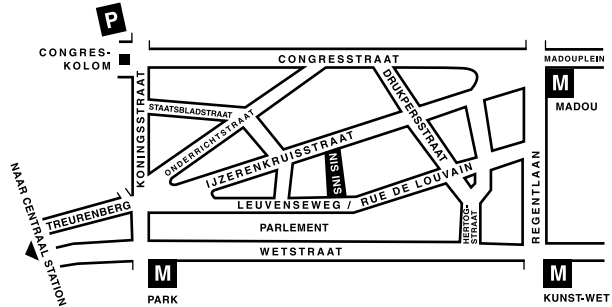 P
CONGRES-
KOLOM
CONGRESSTRAAT
MADOUPLEIN
M
MADOU
KONINGSSTRAAT
STAATSBLADSTRAAT
ONDERRICHTSTRAAT
DRUKPERSSTRAAT
IJZERENKRUISSTRAAT
NIS INS
LEUVENSEWEG / RUE DE LOUVAIN
TREURENBERG
NAAR CENTRAAL STATION
PARLEMENT
HERTOG-
STRAAT
REGENTLAAN
WETSTRAAT
M
PARK
M
KUNST-WET